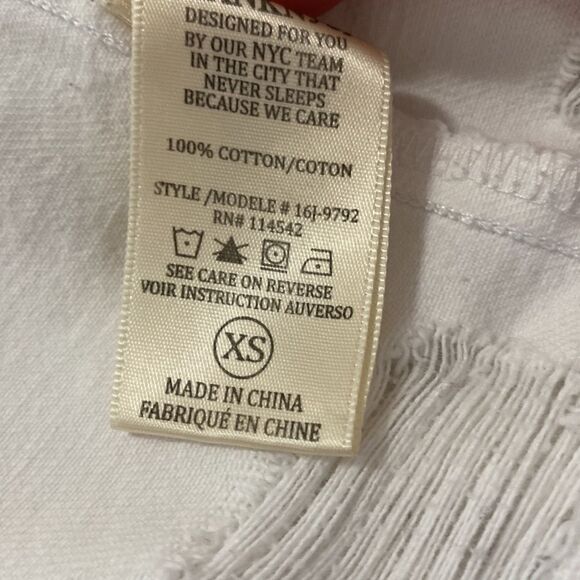 DESIGNED FOR YOU
BY OUR NYC TEAM
IN THE CITY THAT
NEVER SLEEPS
BECAUSE WE CARE
100% COTTON/COTON
STYLE /MODELE # 16J-9792
RN# 114542
SEE CARE ON REVERSE
VOIR INSTRUCTION AUVERSO
XS
MADE IN CHINA
FABRIQUÉ EN CHINE